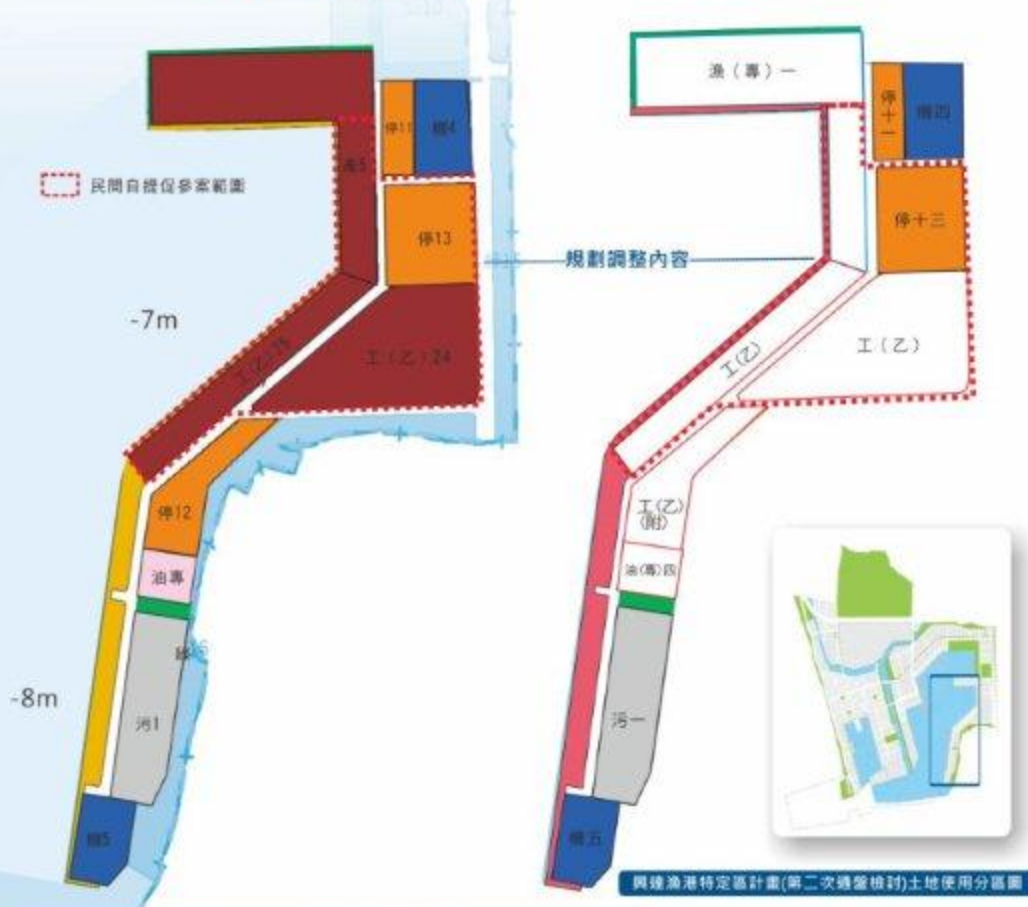 漁(專)一
停11
機4
停十一
機四
民間自提促參案範圍
停13
停十三
規劃調整內容
-7m
工(乙)
工(乙)24
工(乙)
停12
工(乙)
(附)
油專
油(專)四
-8m
污1
污一
機5
機五
興達漁港特定區計畫(第二次通盤檢討)土地使用分區圖